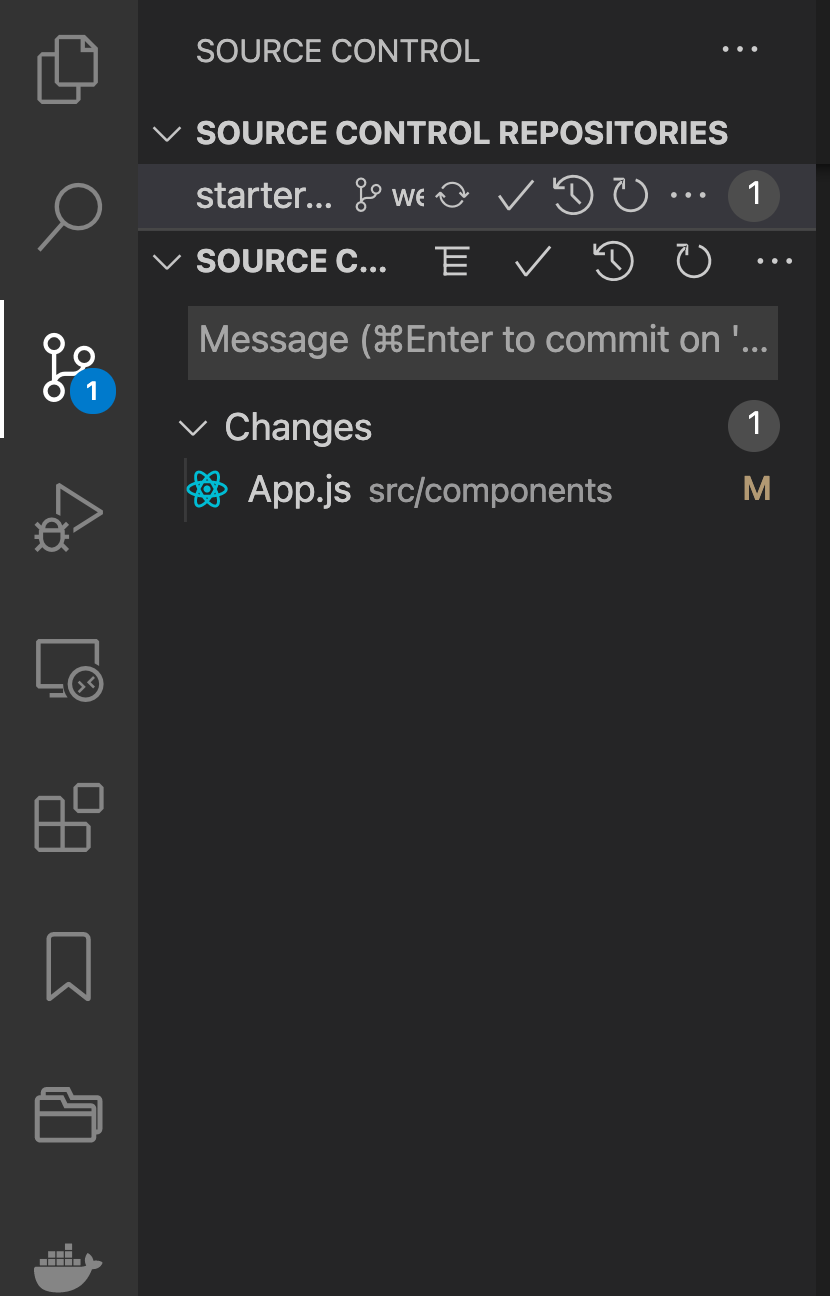 SOURCE CONTROL
SOURCE CONTROL REPOSITORIES
starter... we 1
SOURCE C...
Message (⌘Enter to commit on '...
1
Changes 1
App.js src/components M